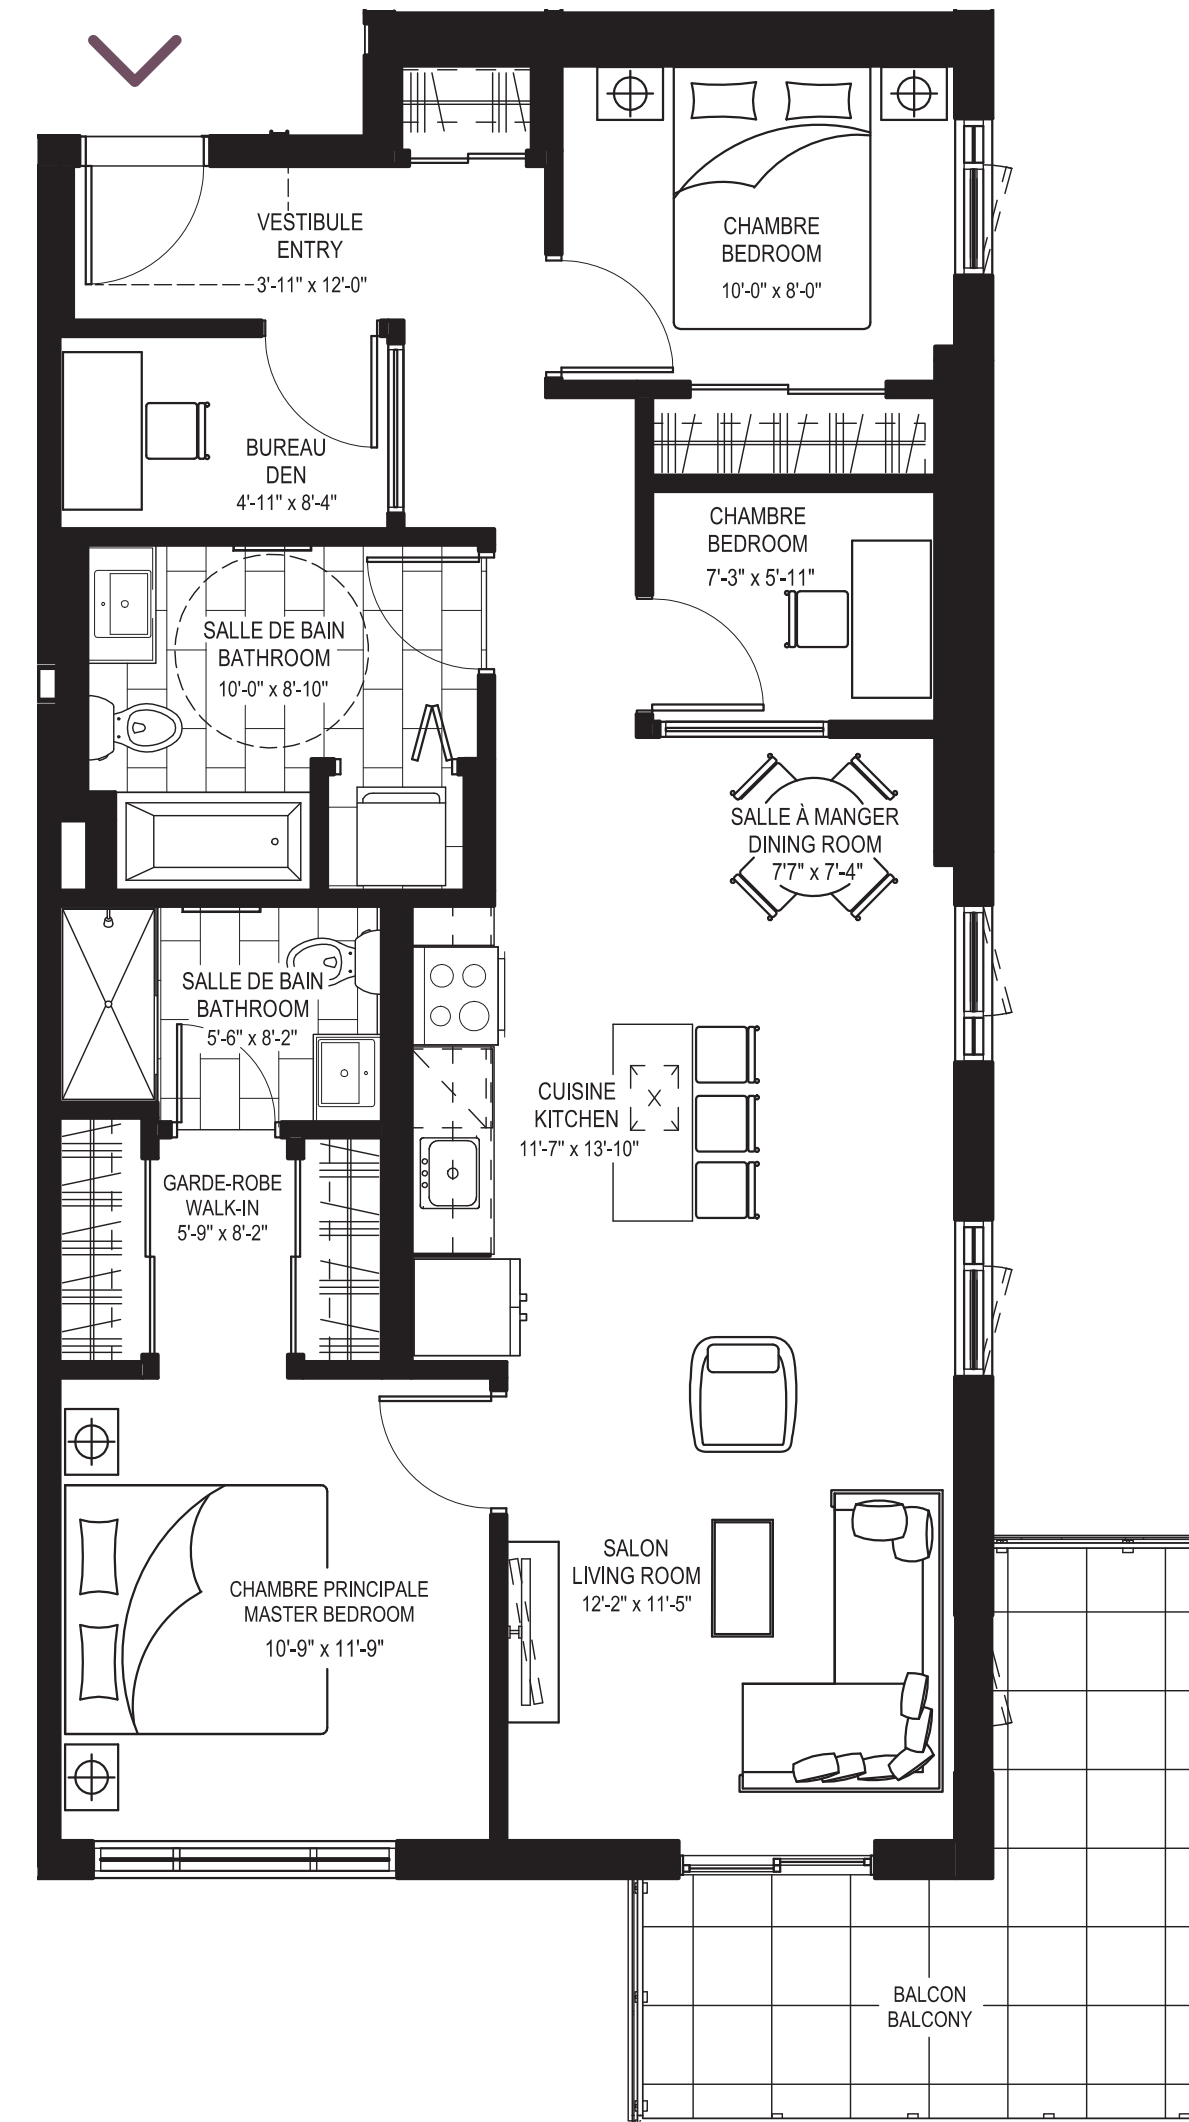 VESTIBULE
ENTRY
3'-11" x 12'-0"
CHAMBRE
BEDROOM
10'-0" x 8'-0"
BUREAU
DEN
4'-11" x 8'-4"
CHAMBRE
BEDROOM
7'-3" x 5'-11"
SALLE DE BAIN
BATHROOM
10'-0" x 8'-10"
SALLE À MANGER
DINING ROOM
7'7" x 7'-4"
SALLE DE BAIN
BATHROOM
5'-6" x 8'-2"
CUISINE
KITCHEN
11'-7" x 13'-10"
GARDE-ROBE
WALK-IN
5'-9" x 8'-2"
SALON
LIVING ROOM
12'-2" x 11'-5"
CHAMBRE PRINCIPALE
MASTER BEDROOM
10'-9" x 11'-9"
BALCON
BALCONY